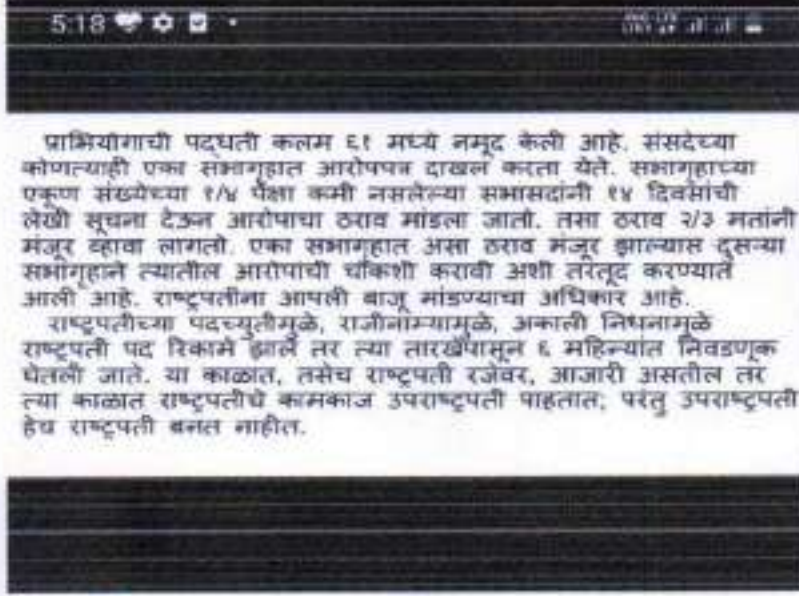 5:18
प्राभियोगाची पद्धती कलम ६१ मध्ये नमूद केली आहे. संसदेच्या
कोणत्याही एका सभागृहात आरोपपत्र दाखल करता येते. सभागृहाच्या
एकूण संख्येच्या १/४ पेक्षा कमी नसलेल्या सभासदांनी १४ दिवसांची
लेखी सूचना देऊन आरोपाचा ठराव मांडला जातो. तसा ठराव २/३ मतांनी
मंजूर व्हावा लागतो. एका सभागृहात असा ठराव मंजूर झाल्यास दुसऱ्या
सभागृहाने त्यातील आरोपाची चौकशी करावी अशी तरतूद करण्यात
आली आहे. राष्ट्रपतींना आपली बाजू मांडण्याचा अधिकार आहे.
राष्ट्रपतीच्या पदच्युतीमुळे, राजीनाम्यामुळे, अकाली निधनामुळे
राष्ट्रपती पद रिकामे झाले तर त्या तारखेपासून ६ महिन्यांत निवडणूक
घेतली जाते. या काळात, तसेच राष्ट्रपती रजेवर, आजारी असतील तर
त्या काळात राष्ट्रपतीचे कामकाज उपराष्ट्रपती पाहतात; परंतु उपराष्ट्रपती
हेच राष्ट्रपती बनत नाहीत.